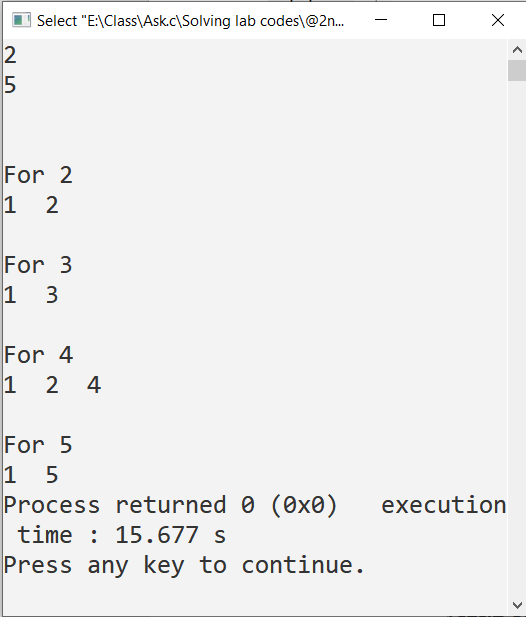 Select "E:\Class\Ask.c\Solving lab codes\@2n...
2
5
For 2
1  2
For 3
1  3
For 4
1  2  4
For 5
1  5
Process returned 0 (0x0)   execution
 time : 15.677 s
Press any key to continue.